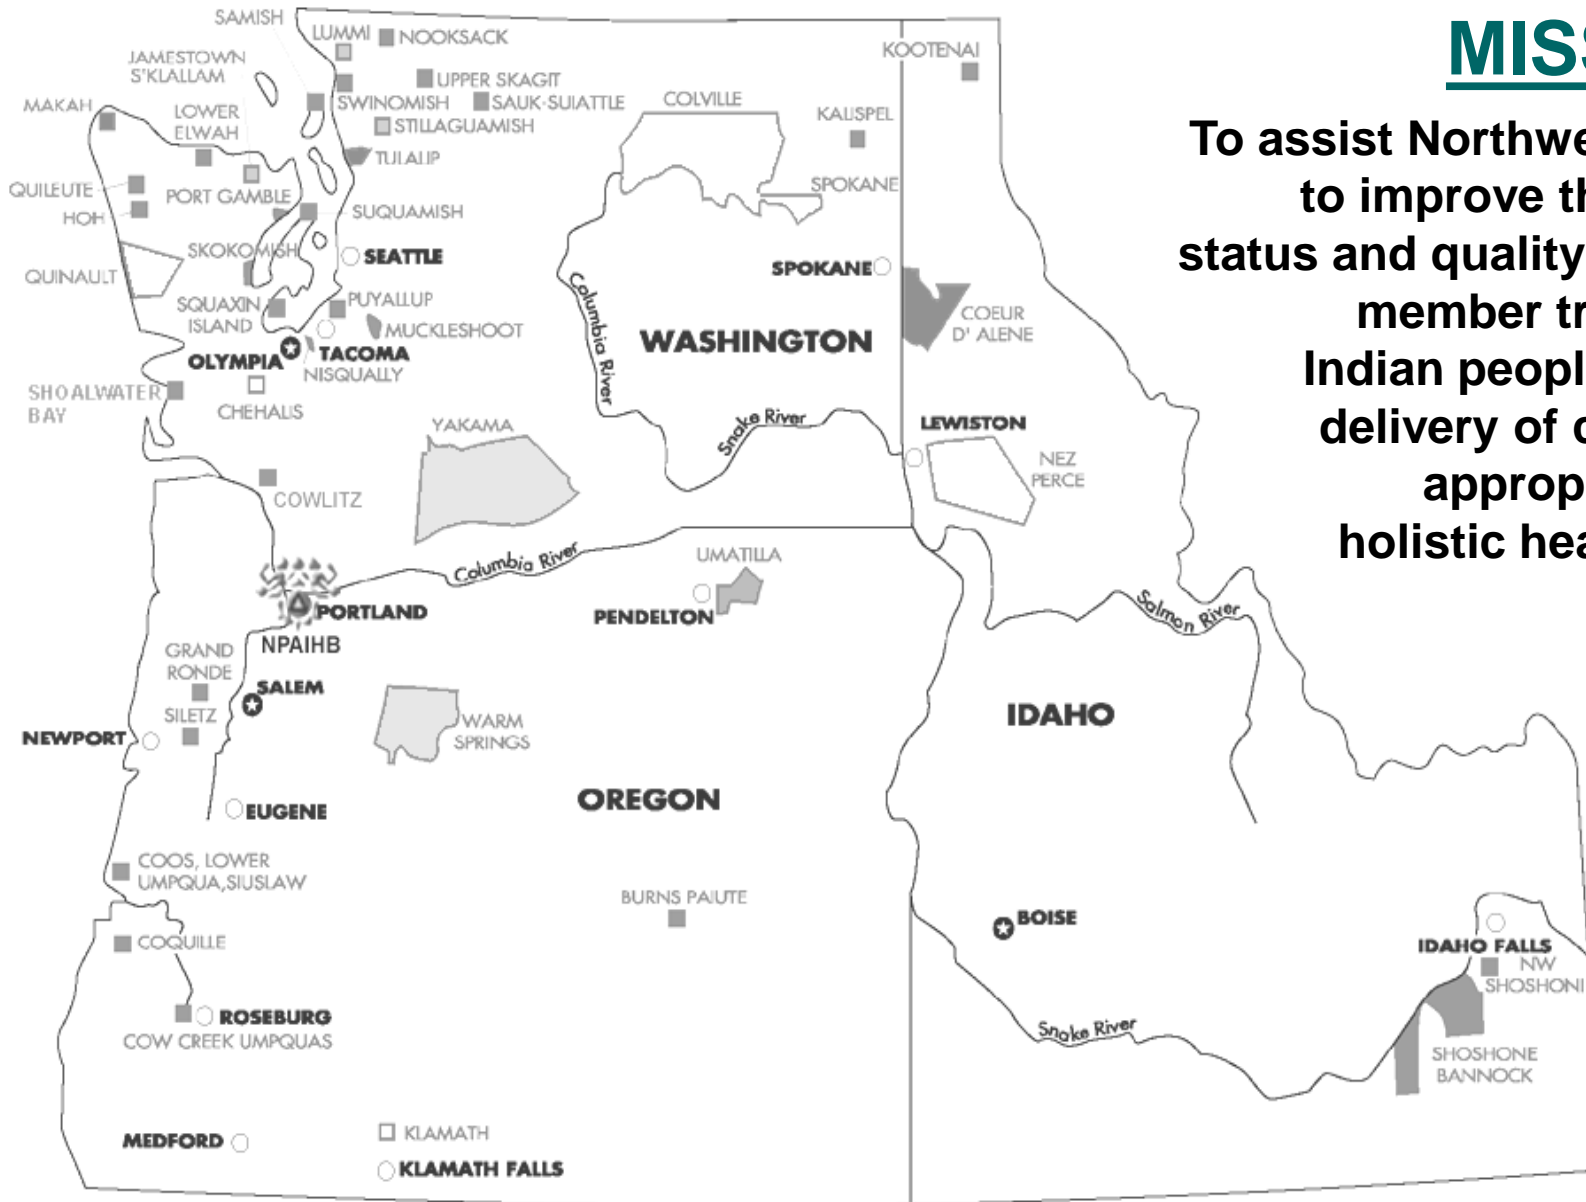 SAMISH
LUMMI
NOOKSACK
KOOTENAI
JAMESTOWN
S'KLALLAM
UPPER SKAGIT
MAKAH
LOWER
ELWAH
SWINOMISH
SAUK-SUIATTLE
COLVILLE
KALISPEL
STILLAGUAMISH
TULALIP
QUILEUTE
PORT GAMBLE
SPOKANE
HOH
SUQUAMISH
SKOKOMISH
SEATTLE
SPOKANE
QUINAULT
SQUAXIN
ISLAND
PUYALLUP
MUCKLESHOOT
Columbia River
COEUR
D' ALENE
WASHINGTON
OLYMPIA
TACOMA
NISQUALLY
SHOALWATER
BAY
CHEHALIS
YAKAMA
Snake River
LEWISTON
NEZ
PERCE
COWLITZ
Columbia River
UMATILLA
PORTLAND
NPAIHB
PENDELTON
Salmon River
GRAND
RONDE
SALEM
SILETZ
NEWPORT
WARM
SPRINGS
IDAHO
EUGENE
OREGON
COOS, LOWER
UMPQUA,SIUSLAW
BURNS PAIUTE
BOISE
COQUILLE
IDAHO FALLS
NW
SHOSHONI
ROSEBURG
COW CREEK UMPQUAS
Snake River
SHOSHONE
BANNOCK
MEDFORD
KLAMATH
KLAMATH FALLS
MISS
To assist Northwe
to improve th
status and quality
member tr
Indian peopl
delivery of c
approp
holistic hea